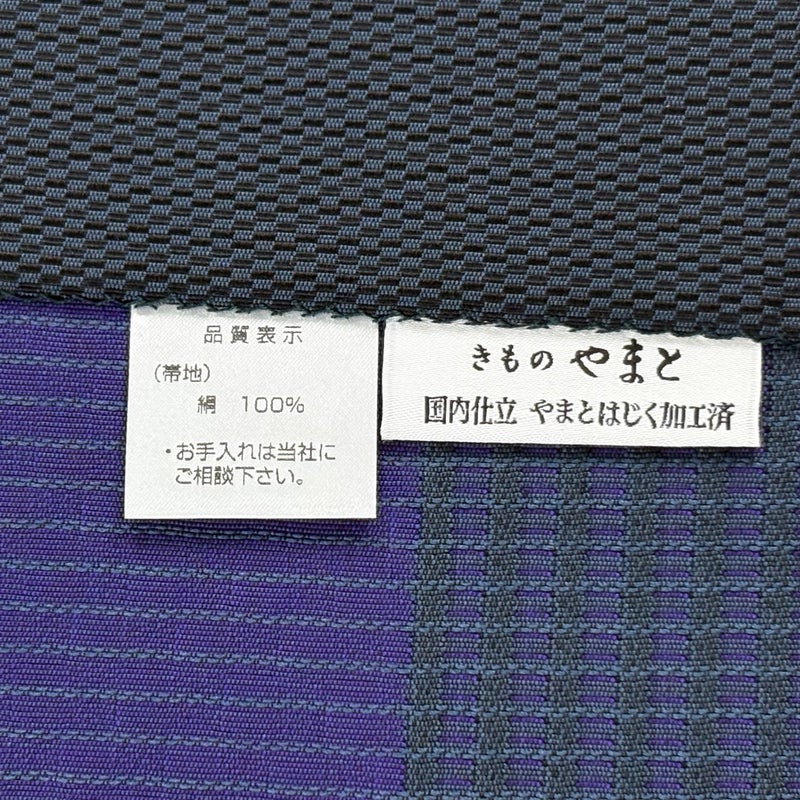 品質表示
(帯地)
絹 100%
・お手入れは当社に
ご相談下さい。
きもの やまと
国内仕立 やまとはじく加工済